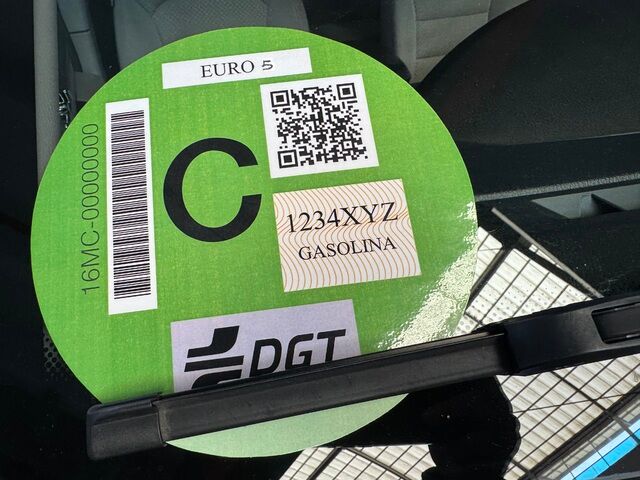 EURO 5
16MC-00000000
C
1234XYZ
GASOLINA
DGT